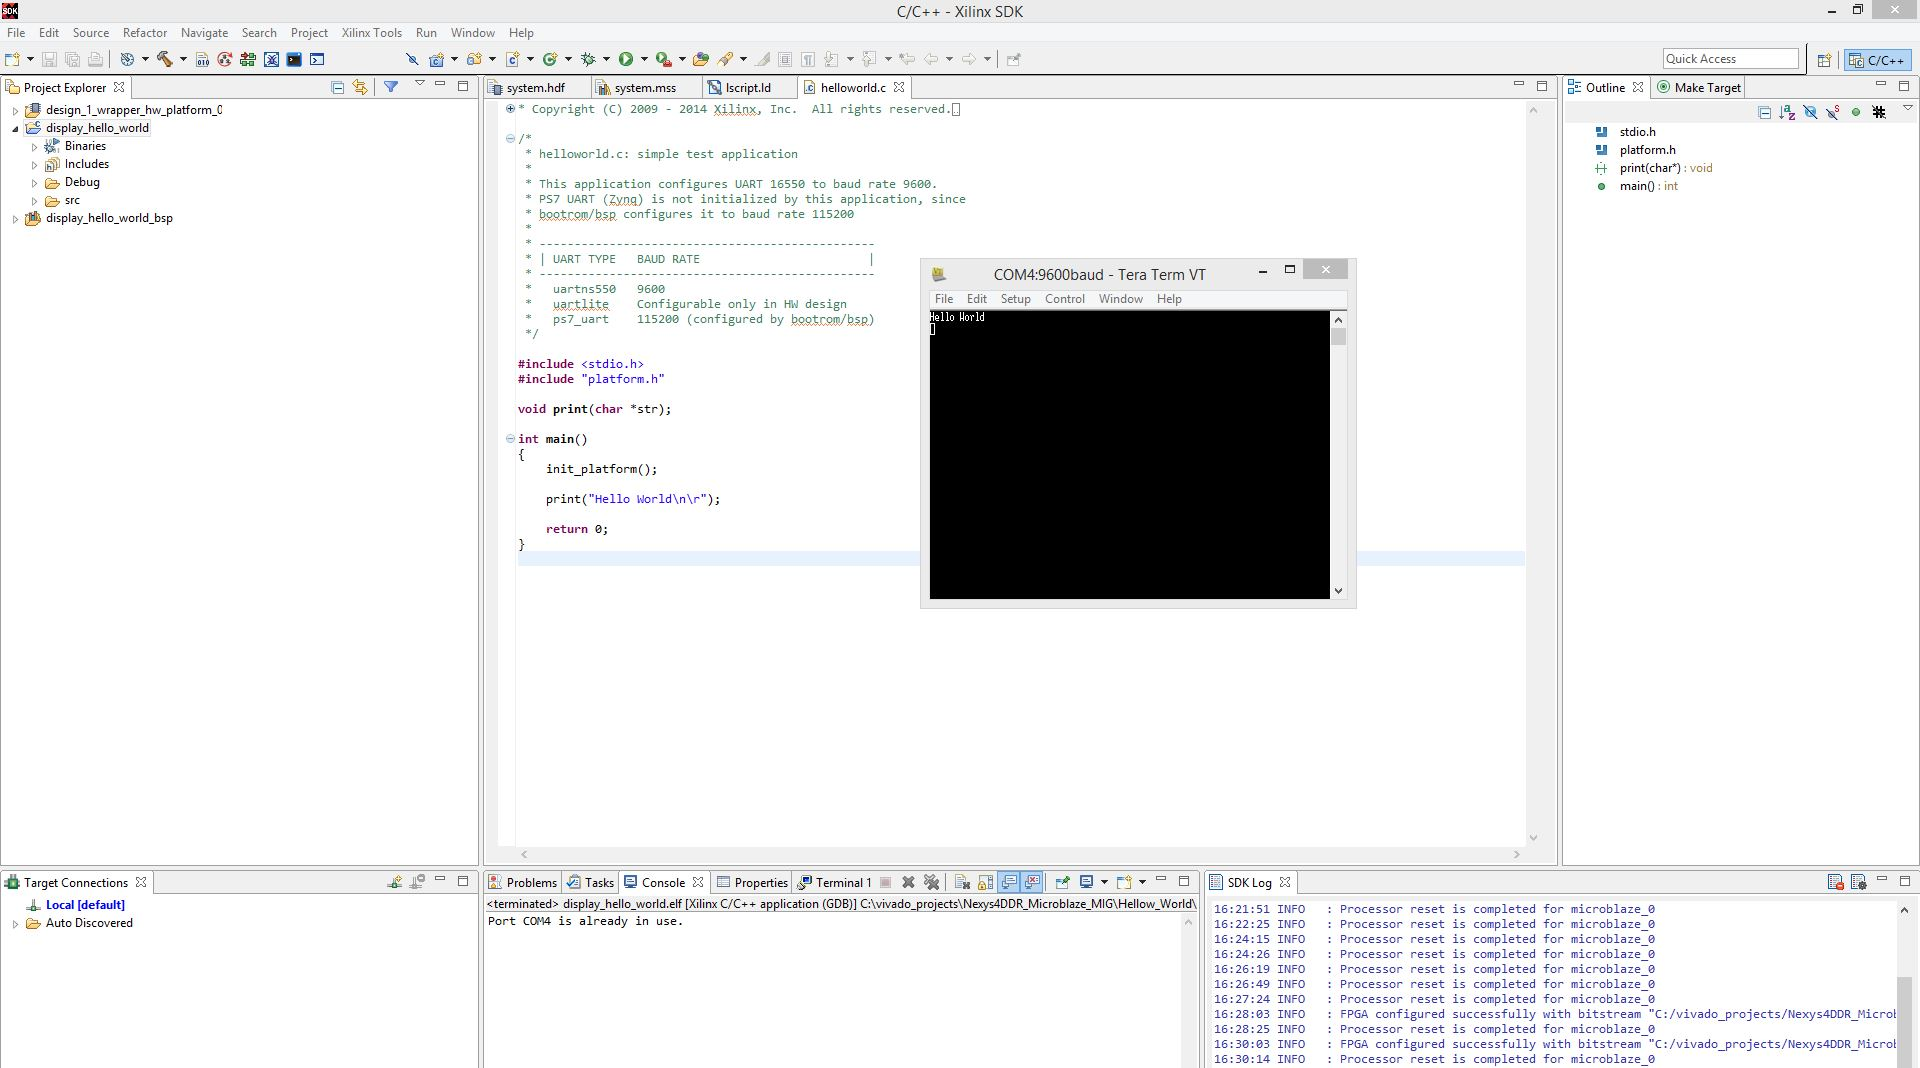 SDK
C/C++ - Xilinx SDK
File Edit Source Refactor Navigate Search Project Xilinx Tools Run Window Help
Quick Access
C/C++
Project Explorer
design_1_wrapper_hw_platform_0
display_hello_world
Binaries
Includes
Debug
src
display_hello_world_bsp
system.hdf system.mss lscript.ld helloworld.c
* Copyright (C) 2009 - 2014 Xilinx, Inc.  All rights reserved.
/*
* helloworld.c: simple test application
*
* This application configures UART 16550 to baud rate 9600.
* PS7 UART (Zynq) is not initialized by this application, since
* bootrom/bsp configures it to baud rate 115200
*
* ------------------------------------------------
* | UART TYPE   BAUD RATE                        |
* ------------------------------------------------
*   uartns550   9600
*   uartlite    Configurable only in HW design
*   ps7_uart    115200 (configured by bootrom/bsp)
*/
#include <stdio.h>
#include "platform.h"
void print(char *str);
int main()
{
init_platform();
print("Hello World\n\r");
return 0;
}
COM4:9600baud - Tera Term VT
File Edit Setup Control Window Help
Hello World
Outline Make Target
stdio.h
platform.h
print(char*) : void
main() : int
Target Connections
Local [default]
Auto Discovered
Problems Tasks Console Properties Terminal 1
<terminated> display_hello_world.elf [Xilinx C/C++ application (GDB)] C:\vivado_projects\Nexys4DDR_Microblaze_MIG\Hellow_World\
Port COM4 is already in use.
SDK Log
16:21:51 INFO   : Processor reset is completed for microblaze_0
16:22:25 INFO   : Processor reset is completed for microblaze_0
16:24:15 INFO   : Processor reset is completed for microblaze_0
16:24:26 INFO   : Processor reset is completed for microblaze_0
16:26:19 INFO   : Processor reset is completed for microblaze_0
16:26:49 INFO   : Processor reset is completed for microblaze_0
16:27:24 INFO   : Processor reset is completed for microblaze_0
16:28:03 INFO   : FPGA configured successfully with bitstream "C:/vivado_projects/Nexys4DDR_Microb
16:28:25 INFO   : Processor reset is completed for microblaze_0
16:30:03 INFO   : FPGA configured successfully with bitstream "C:/vivado_projects/Nexys4DDR_Microb
16:30:14 INFO   : Processor reset is completed for microblaze_0